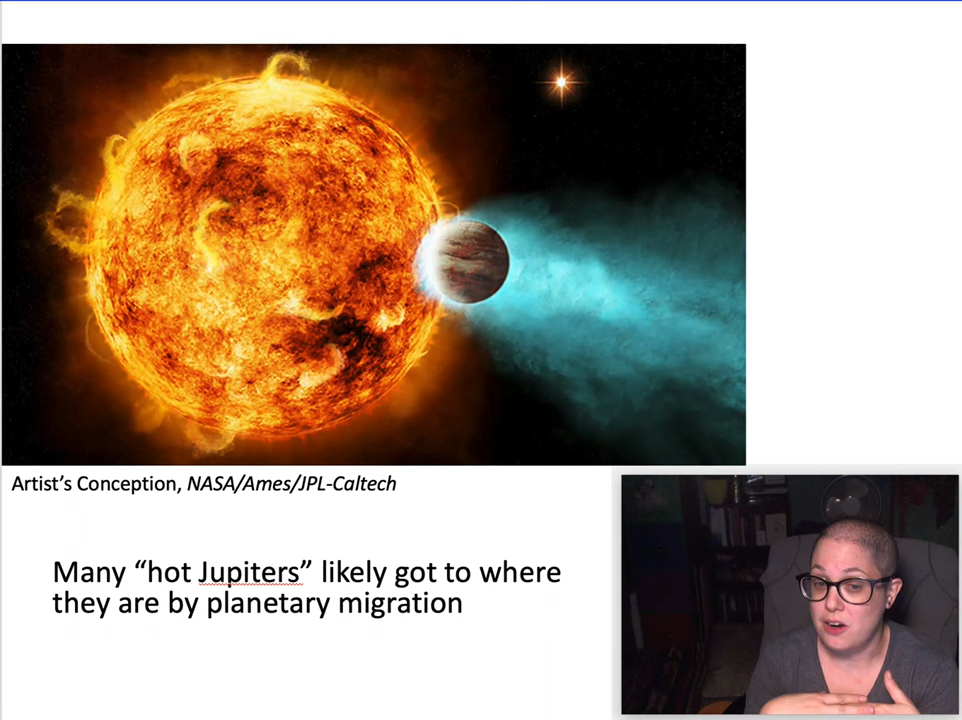 Artist’s Conception, NASA/Ames/JPL-Caltech
Many “hot Jupiters” likely got to where
they are by planetary migration